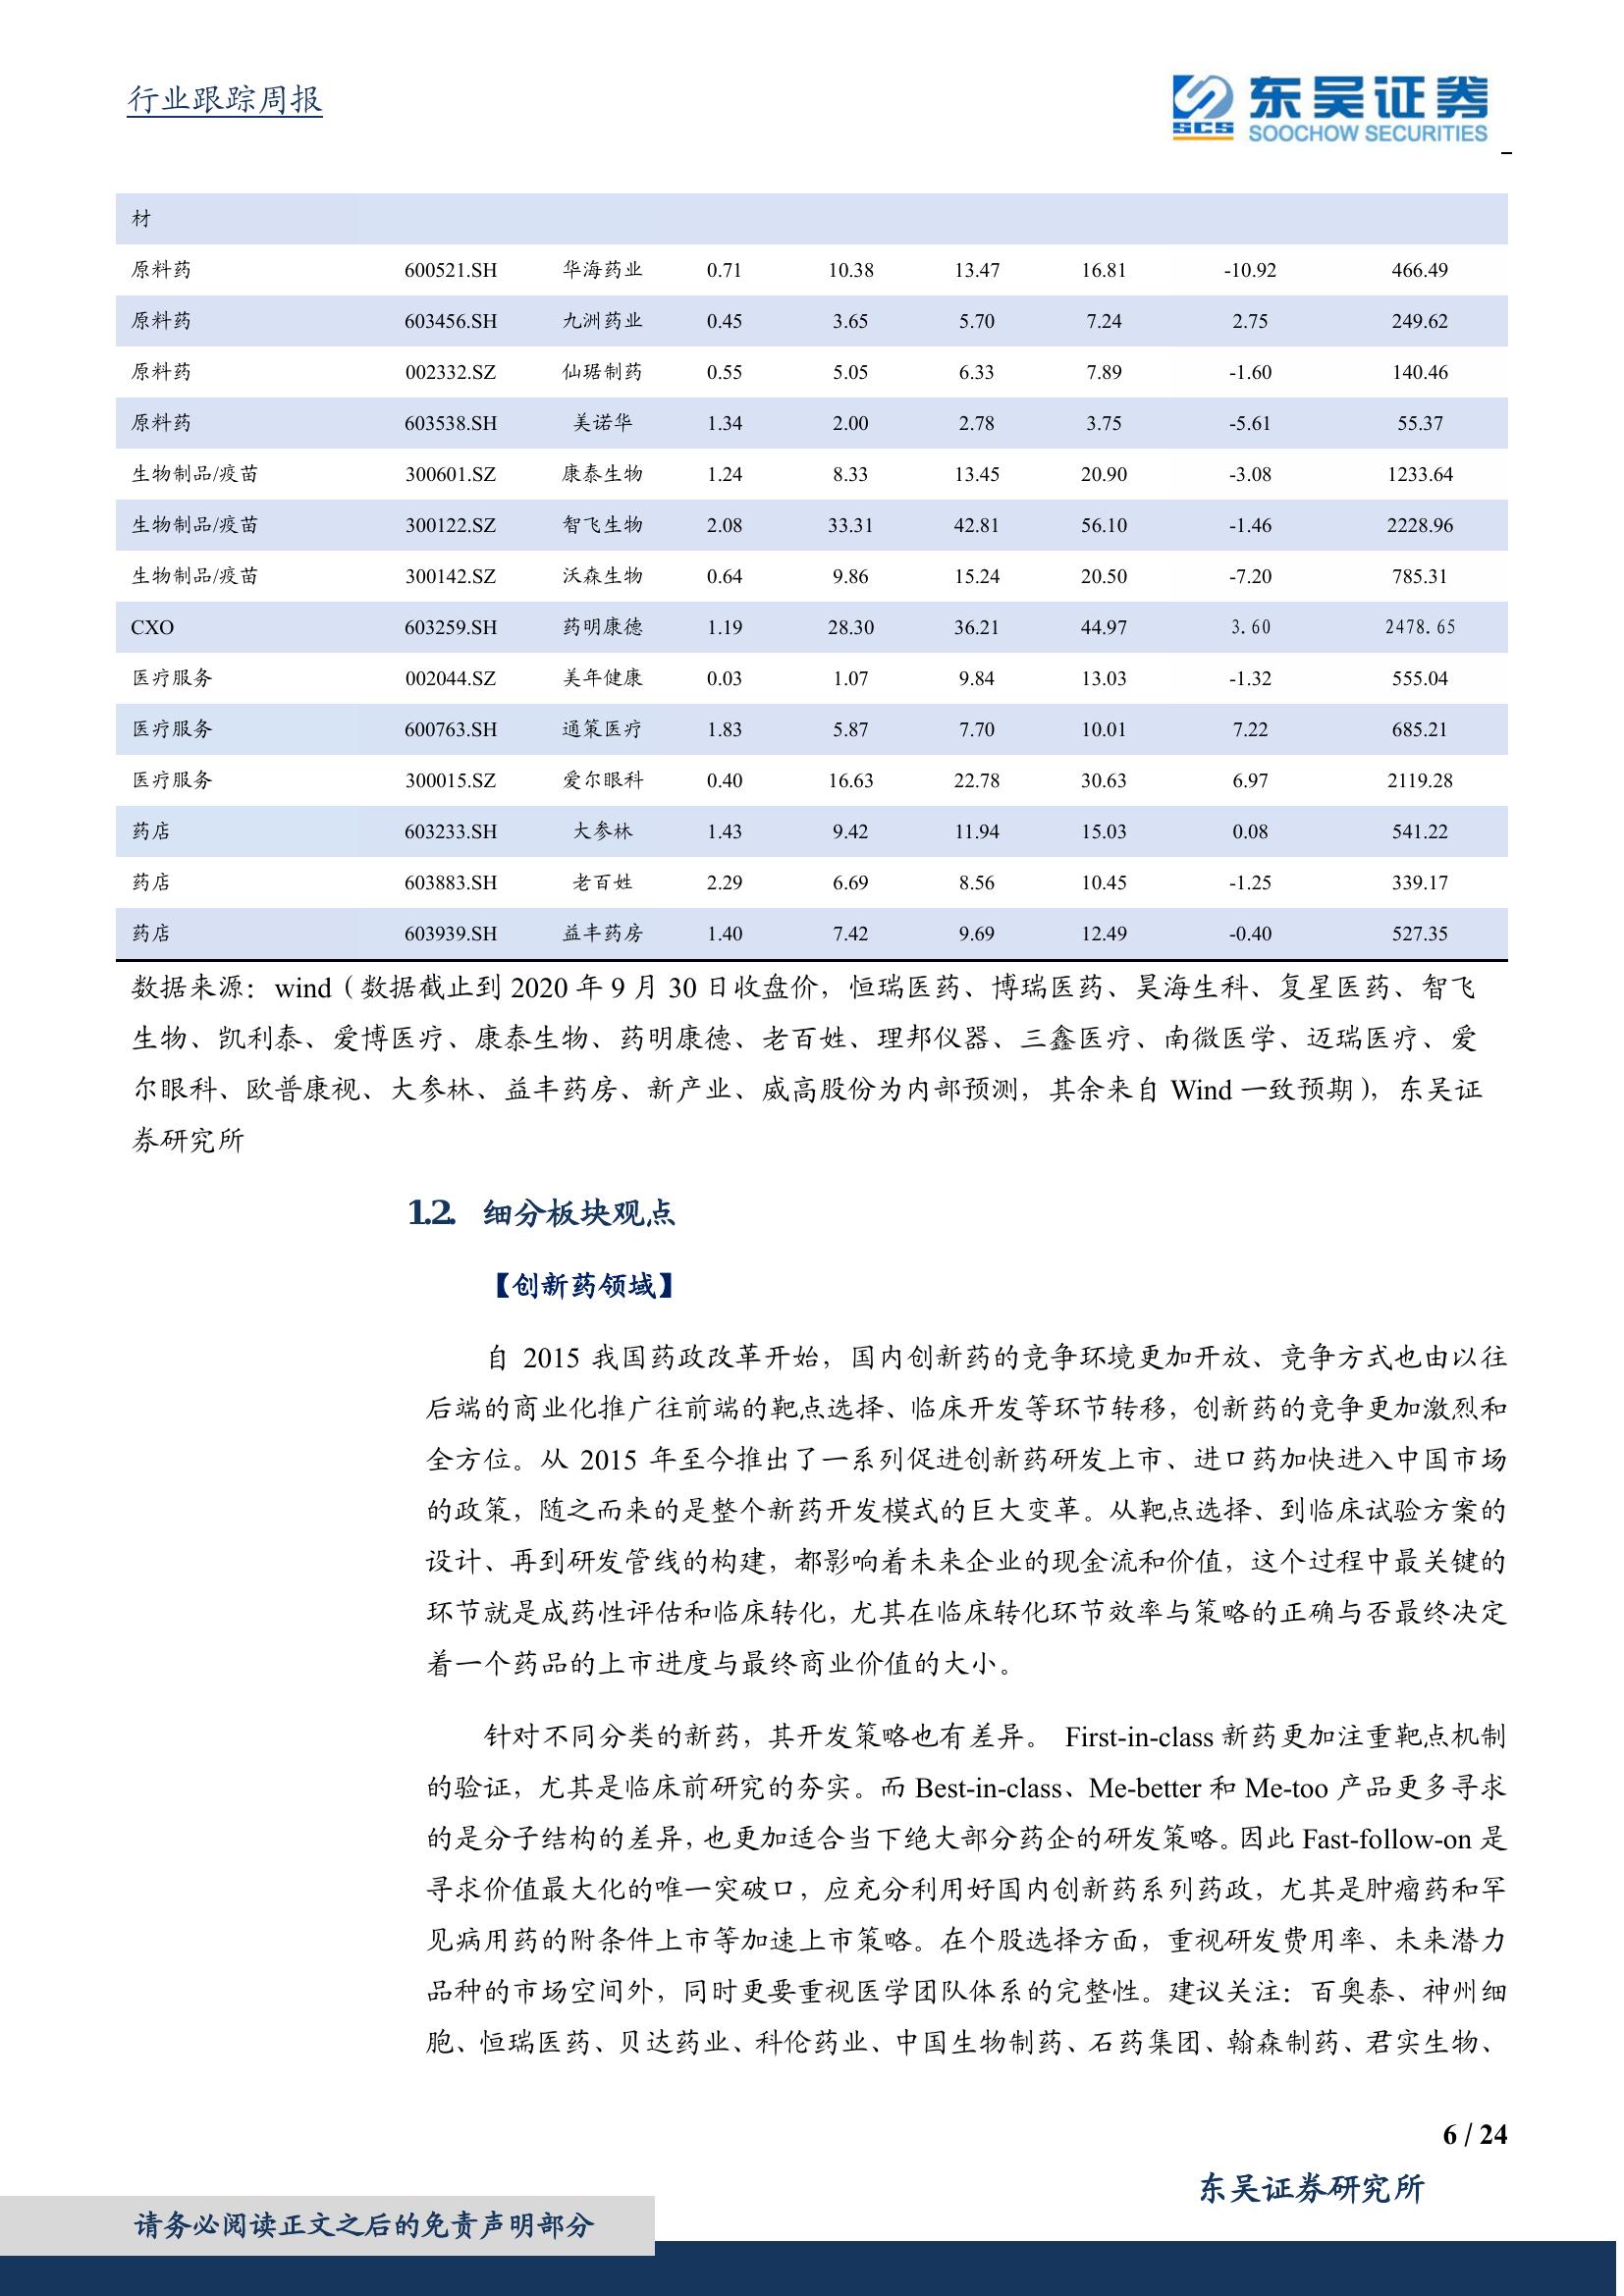 行业跟踪周报
东吴证券
SCS
SOOCHOW SECURITIES
材
原料药 600521.SH 华海药业 0.71 10.38 13.47 16.81 -10.92 466.49
原料药 603456.SH 九洲药业 0.45 3.65 5.70 7.24 2.75 249.62
原料药 002332.SZ 仙琚制药 0.55 5.05 6.33 7.89 -1.60 140.46
原料药 603538.SH 美诺华 1.34 2.00 2.78 3.75 -5.61 55.37
生物制品/疫苗 300601.SZ 康泰生物 1.24 8.33 13.45 20.90 -3.08 1233.64
生物制品/疫苗 300122.SZ 智飞生物 2.08 33.31 42.81 56.10 -1.46 2228.96
生物制品/疫苗 300142.SZ 沃森生物 0.64 9.86 15.24 20.50 -7.20 785.31
CXO 603259.SH 药明康德 1.19 28.30 36.21 44.97 3.60 2478.65
医疗服务 002044.SZ 美年健康 0.03 1.07 9.84 13.03 -1.32 555.04
医疗服务 600763.SH 通策医疗 1.83 5.87 7.70 10.01 7.22 685.21
医疗服务 300015.SZ 爱尔眼科 0.40 16.63 22.78 30.63 6.97 2119.28
药店 603233.SH 大参林 1.43 9.42 11.94 15.03 0.08 541.22
药店 603883.SH 老百姓 2.29 6.69 8.56 10.45 -1.25 339.17
药店 603939.SH 益丰药房 1.40 7.42 9.69 12.49 -0.40 527.35
数据来源：wind（数据截止到 2020 年 9 月 30 日收盘价，恒瑞医药、博瑞医药、昊海生科、复星医药、智飞
生物、凯利泰、爱博医疗、康泰生物、药明康德、老百姓、理邦仪器、三鑫医疗、南微医学、迈瑞医疗、爱
尔眼科、欧普康视、大参林、益丰药房、新产业、威高股份为内部预测，其余来自 Wind 一致预期），东吴证
券研究所
1.2. 细分板块观点
【创新药领域】
自 2015 我国药政改革开始，国内创新药的竞争环境更加开放、竞争方式也由以往
后端的商业化推广往前端的靶点选择、临床开发等环节转移，创新药的竞争更加激烈和
全方位。从 2015 年至今推出了一系列促进创新药研发上市、进口药加快进入中国市场
的政策，随之而来的是整个新药开发模式的巨大变革。从靶点选择、到临床试验方案的
设计、再到研发管线的构建，都影响着未来企业的现金流和价值，这个过程中最关键的
环节就是成药性评估和临床转化，尤其在临床转化环节效率与策略的正确与否最终决定
着一个药品的上市进度与最终商业价值的大小。
针对不同分类的新药，其开发策略也有差异。 First-in-class 新药更加注重靶点机制
的验证，尤其是临床前研究的夯实。而 Best-in-class、Me-better 和 Me-too 产品更多寻求
的是分子结构的差异，也更加适合当下绝大部分药企的研发策略。因此 Fast-follow-on 是
寻求价值最大化的唯一突破口，应充分利用好国内创新药系列药政，尤其是肿瘤药和罕
见病用药的附条件上市等加速上市策略。在个股选择方面，重视研发费用率、未来潜力
品种的市场空间外，同时更要重视医学团队体系的完整性。建议关注：百奥泰、神州细
胞、恒瑞医药、贝达药业、科伦药业、中国生物制药、石药集团、翰森制药、君实生物、
6 / 24
东吴证券研究所
请务必阅读正文之后的免责声明部分